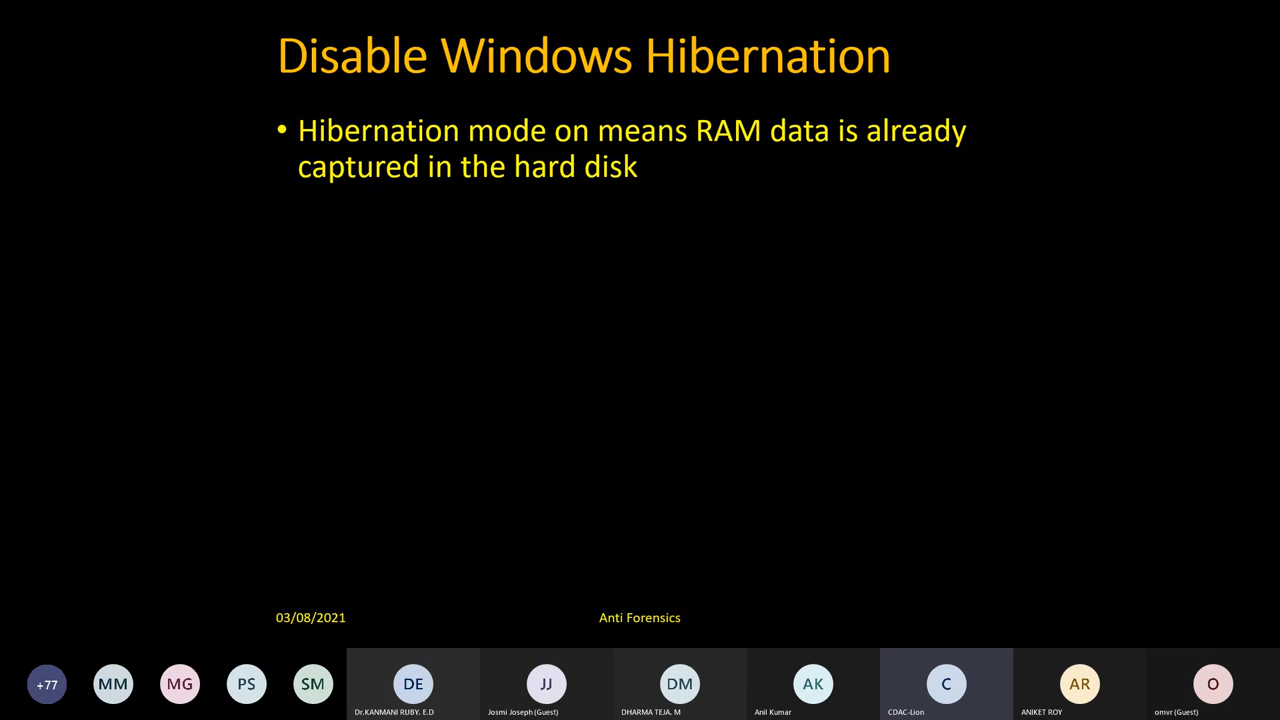 Disable Windows Hibernation
• Hibernation mode on means RAM data is already
captured in the hard disk
03/08/2021
Anti Forensics
+77
MM
MG
PS
SM
DE
JJ
DM
AK
C
AR
O
Dr.KANMANI RUBY. E.D
Josmi Joseph (Guest)
DHARMA TEJA. M
Anil Kumar
CDAC-Lion
ANIKET ROY
omvr (Guest)